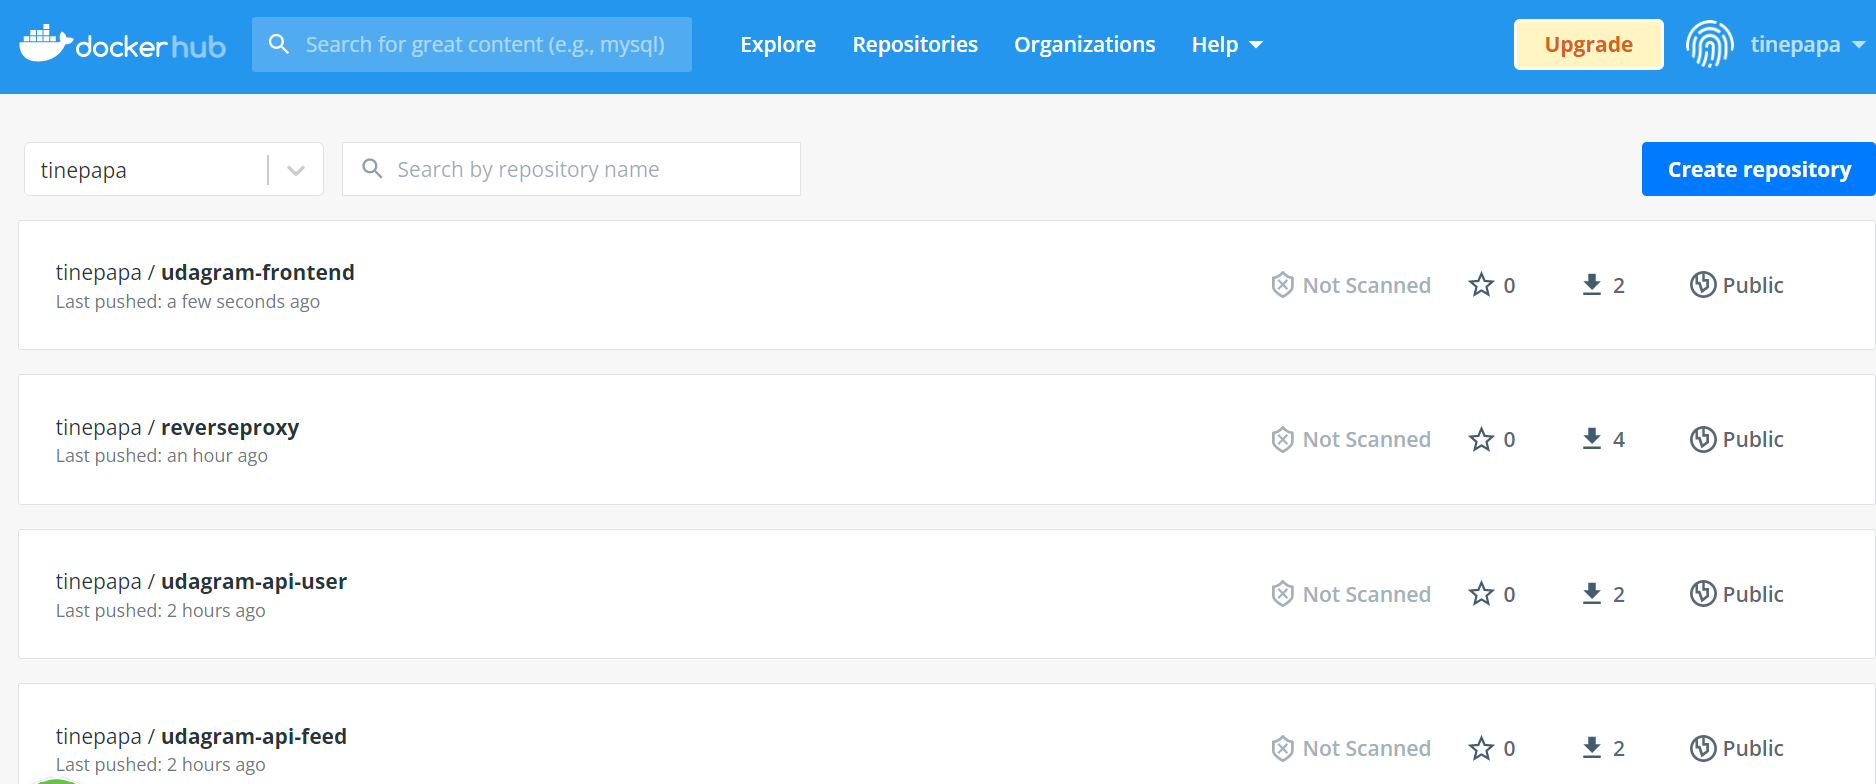 docker hub
Search for great content (e.g., mysql)
Explore
Repositories
Organizations
Help
Upgrade
tinepapa
tinepapa
Search by repository name
Create repository
tinepapa / udagram-frontend
Last pushed: a few seconds ago
Not Scanned
0
2
Public
tinepapa / reverseproxy
Last pushed: an hour ago
Not Scanned
0
4
Public
tinepapa / udagram-api-user
Last pushed: 2 hours ago
Not Scanned
0
2
Public
tinepapa / udagram-api-feed
Last pushed: 2 hours ago
Not Scanned
0
2
Public